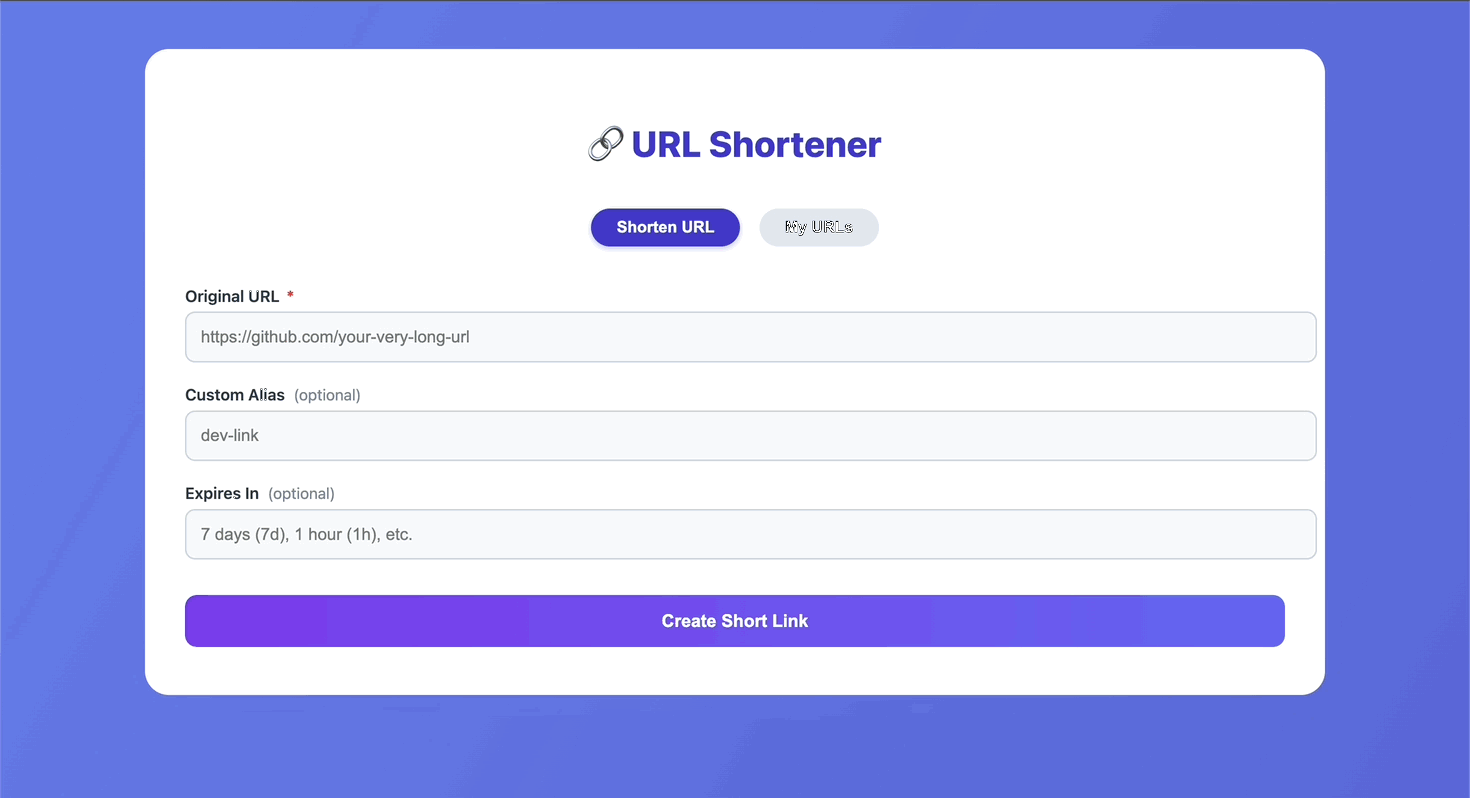 🔗 URL Shortener
Shorten URL My URLs
Original URL *
https://github.com/your-very-long-url
Custom Alias (optional)
dev-link
Expires In (optional)
7 days (7d), 1 hour (1h), etc.
Create Short Link